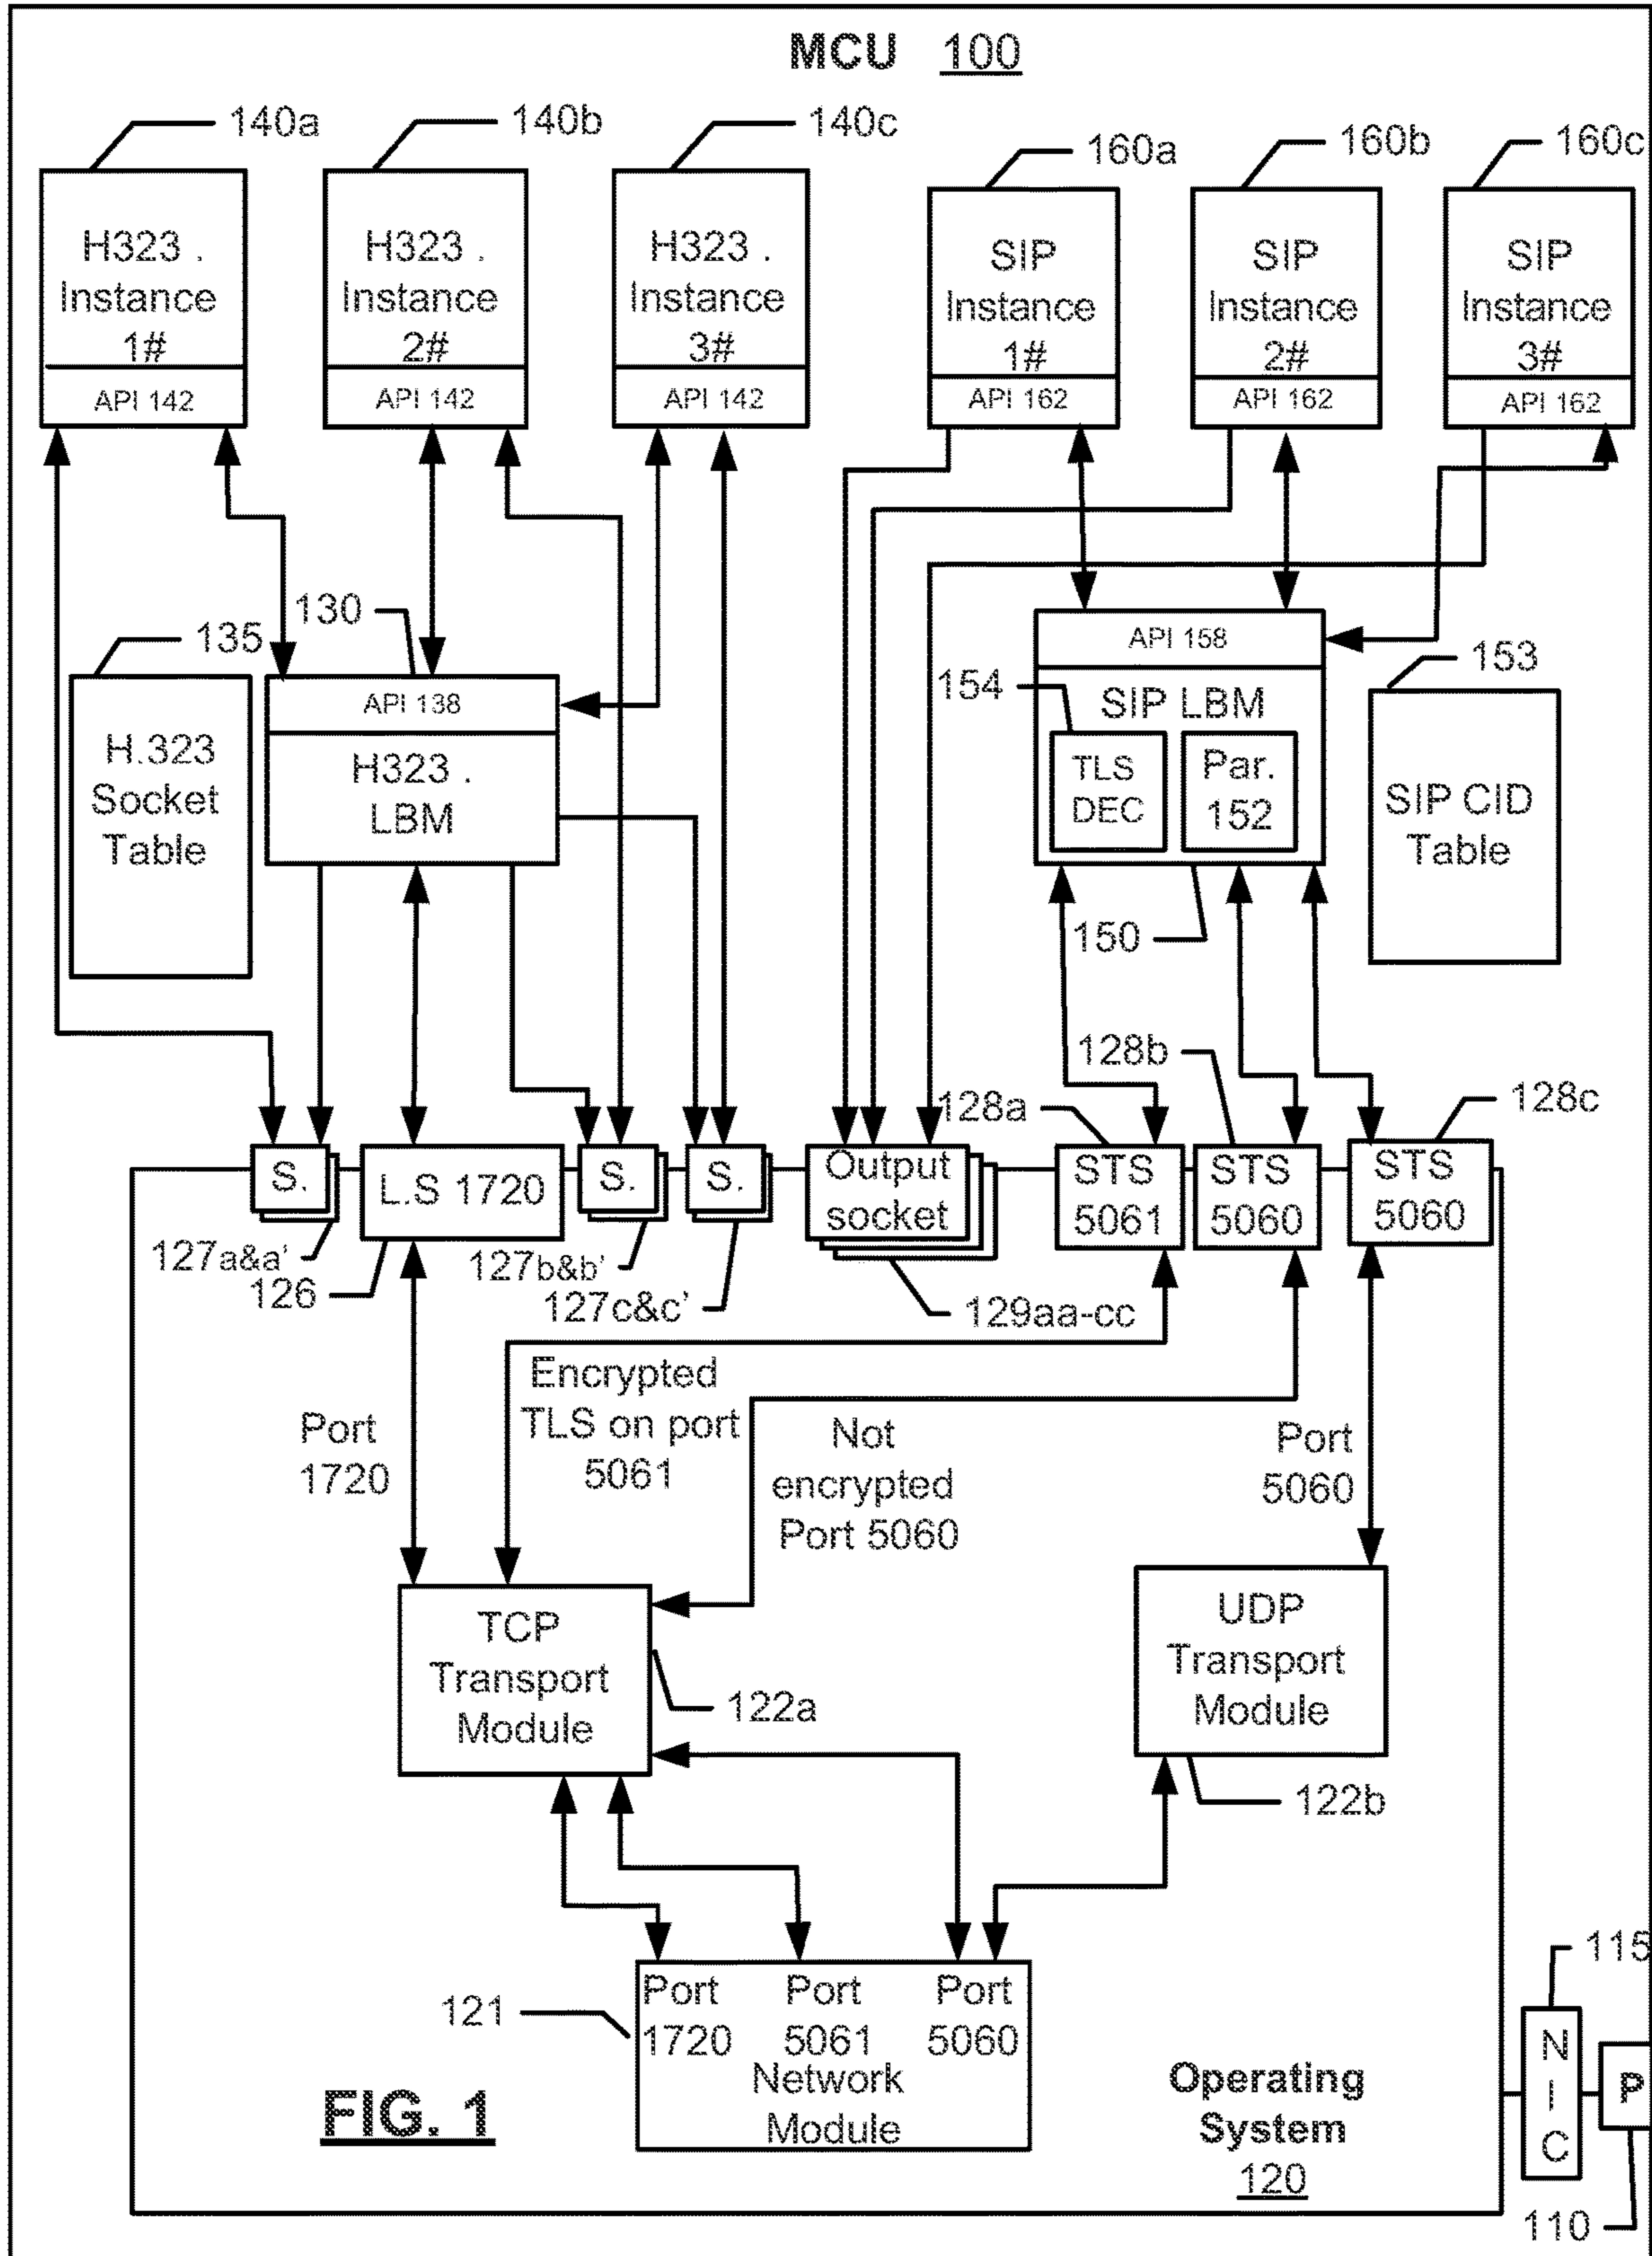 MCU 100
140a
140b
140c
160a
160b
160c
H323 .
Instance
1#
API 142
H323 .
Instance
2#
API 142
H323 .
Instance
3#
API 142
SIP
Instance
1#
API 162
SIP
Instance
2#
API 162
SIP
Instance
3#
API 162
135
130
H.323
Socket
Table
API 138
H323 .
LBM
154
API 158
SIP LBM
TLS
DEC
Par.
152
150
153
SIP CID
Table
128a
128b
128c
S.
L.S 1720
S.
S.
Output
socket
STS
5061
STS
5060
STS
5060
127a&a'
126
127b&b'
127c&c'
129aa-cc
Port
1720
Encrypted
TLS on port
5061
Not
encrypted
Port 5060
Port
5060
TCP
Transport
Module
122a
UDP
Transport
Module
122b
121
Port
1720
Port
5061
Port
5060
Network
Module
Operating
System
120
115
N
I
C
P
110
FIG. 1